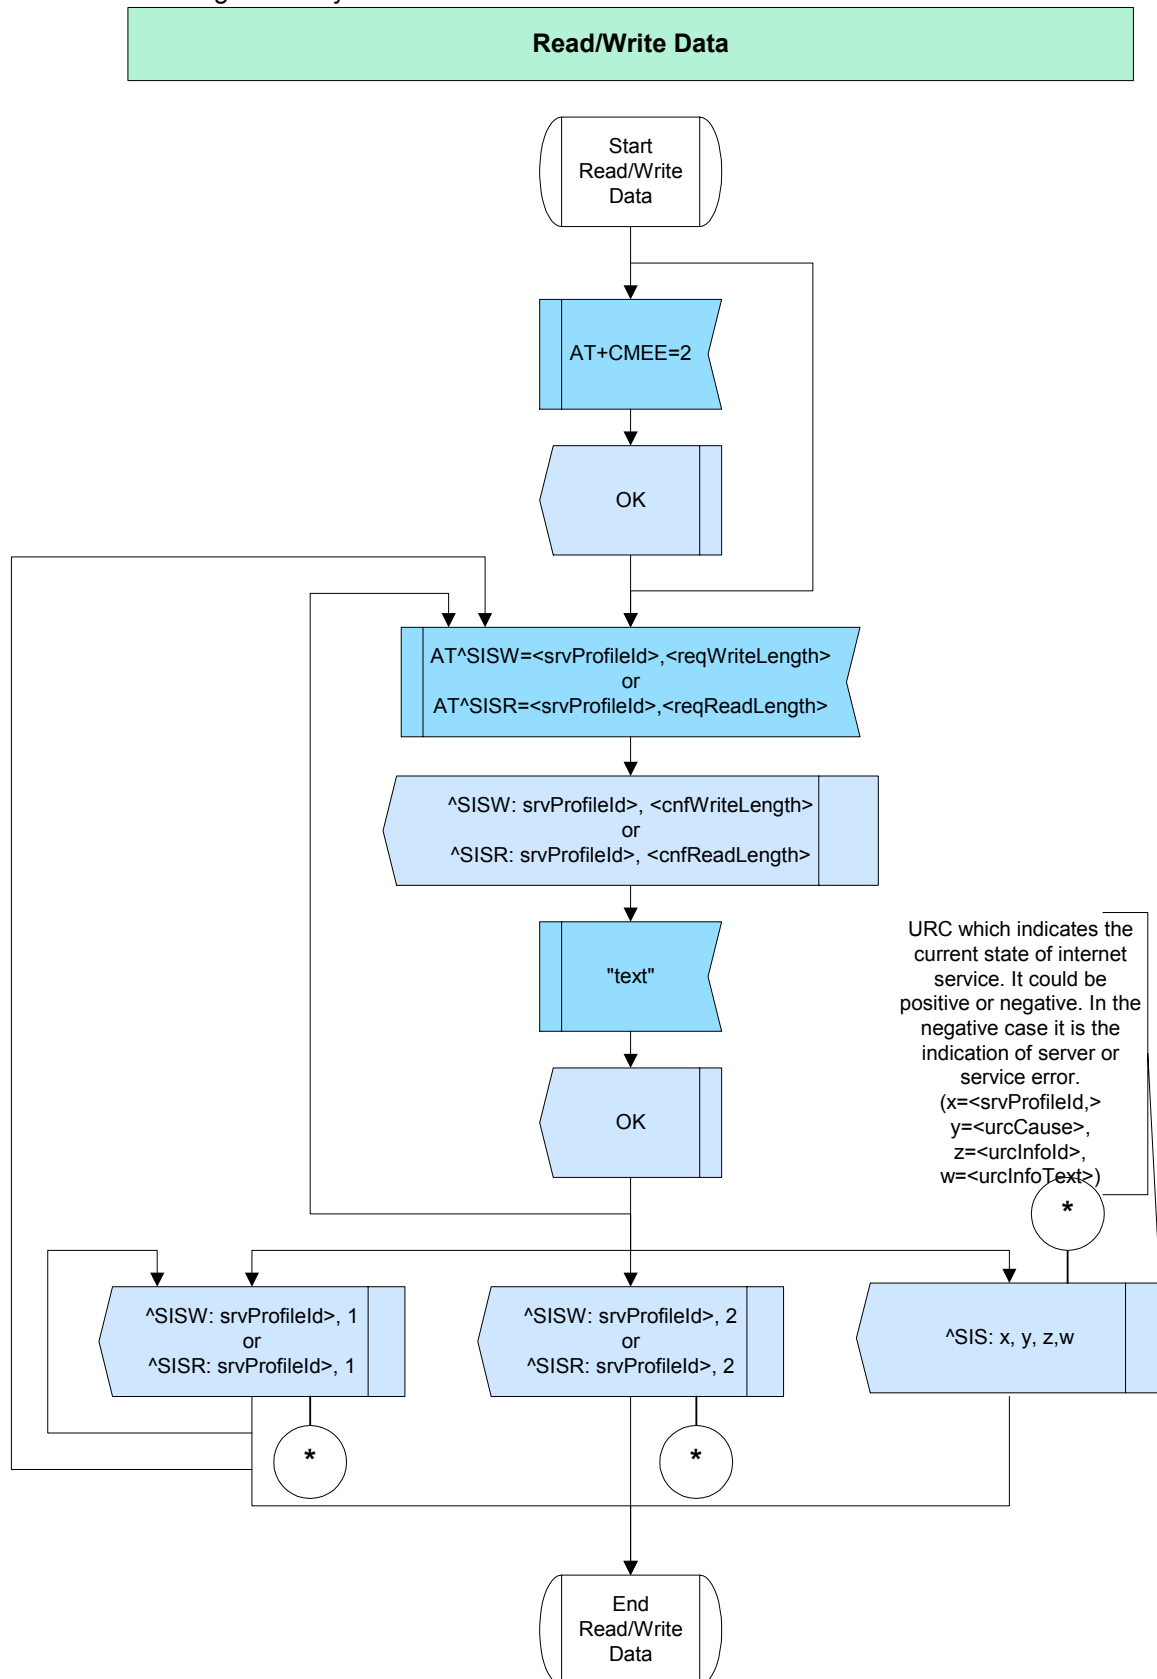 Read/Write Data
Start
Read/Write
Data
AT+CMEE=2
OK
AT^SISW=<srvProfileId>,<reqWriteLength>
or
AT^SISR=<srvProfileId>,<reqReadLength>
^SISW: srvProfileId>, <cnfWriteLength>
or
^SISR: srvProfileId>, <cnfReadLength>
"text"
OK
URC which indicates the
current state of internet
service. It could be
positive or negative. In the
negative case it is the
indication of server or
service error.
(x=<srvProfileId,>
y=<urcCause>,
z=<urcInfoId>,
w=<urcInfoText>)
*
^SISW: srvProfileId>, 1
or
^SISR: srvProfileId>, 1
^SISW: srvProfileId>, 2
or
^SISR: srvProfileId>, 2
^SIS: x, y, z,w
*
*
End
Read/Write
Data